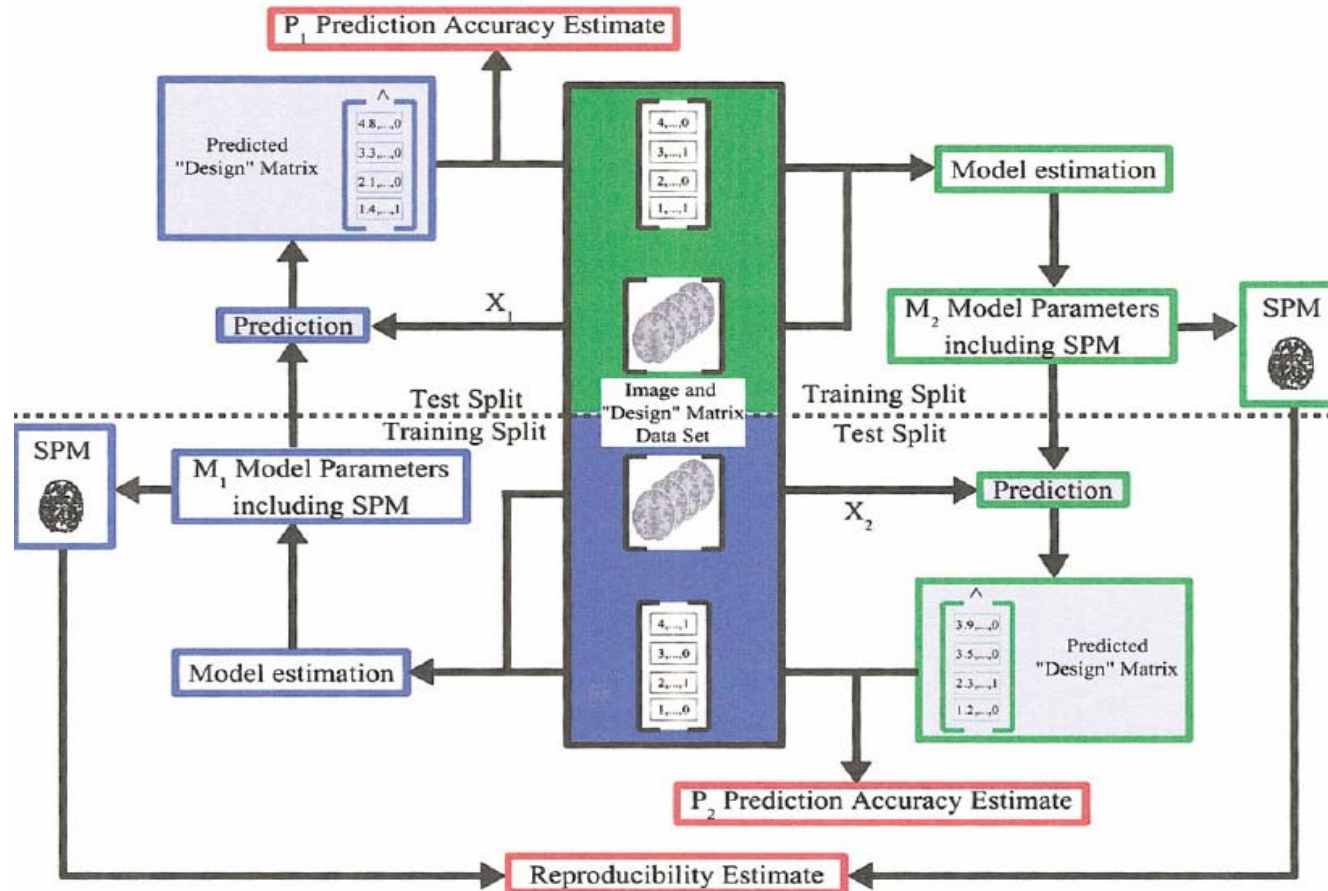 P1 Prediction Accuracy Estimate
^
4.8,...,0
3.3,...,0
2.1,...,0
1.4,...,1
Predicted
"Design" Matrix
4,...,0
3,...,1
2,...,0
1,...,1
Model estimation
Prediction
X1
M2 Model Parameters
including SPM
SPM
Test Split
Training Split
Image and
"Design" Matrix
Data Set
Training Split
Test Split
SPM
M1 Model Parameters
including SPM
X2
Prediction
Model estimation
4,...,1
3,...,0
2,...,1
1,...,0
^
3.9,...,0
3.5,...,0
2.3,...,1
1.2,...,0
Predicted
"Design" Matrix
P2 Prediction Accuracy Estimate
Reproducibility Estimate